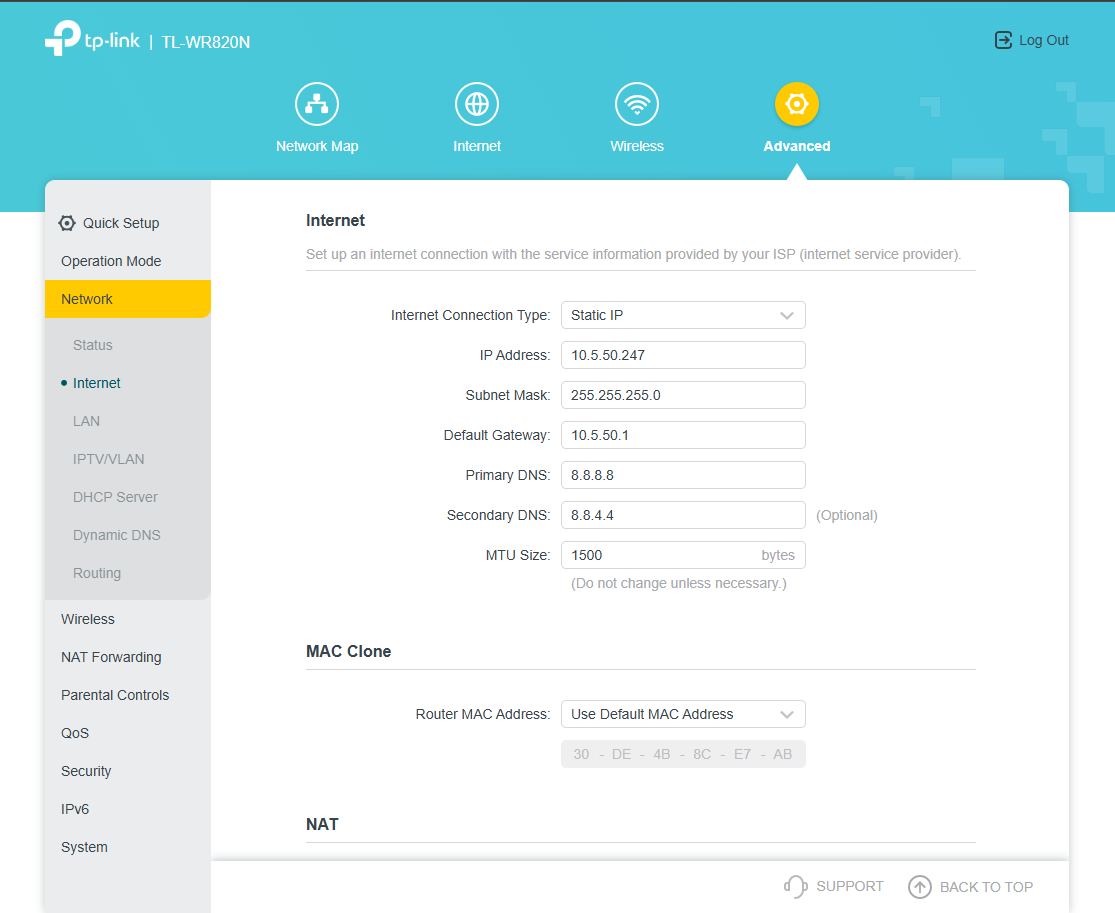 tp-link | TL-WR820N
Log Out
Network Map
Internet
Wireless
Advanced
Quick Setup
Operation Mode
Network
Status
Internet
LAN
IPTV/VLAN
DHCP Server
Dynamic DNS
Routing
Wireless
NAT Forwarding
Parental Controls
QoS
Security
IPv6
System
Internet
Set up an internet connection with the service information provided by your ISP (internet service provider).
Internet Connection Type: Static IP
IP Address: 10.5.50.247
Subnet Mask: 255.255.255.0
Default Gateway: 10.5.50.1
Primary DNS: 8.8.8.8
Secondary DNS: 8.8.4.4 (Optional)
MTU Size: 1500 bytes
(Do not change unless necessary.)
MAC Clone
Router MAC Address: Use Default MAC Address
30 - DE - 4B - 8C - E7 - AB
NAT
SUPPORT
BACK TO TOP